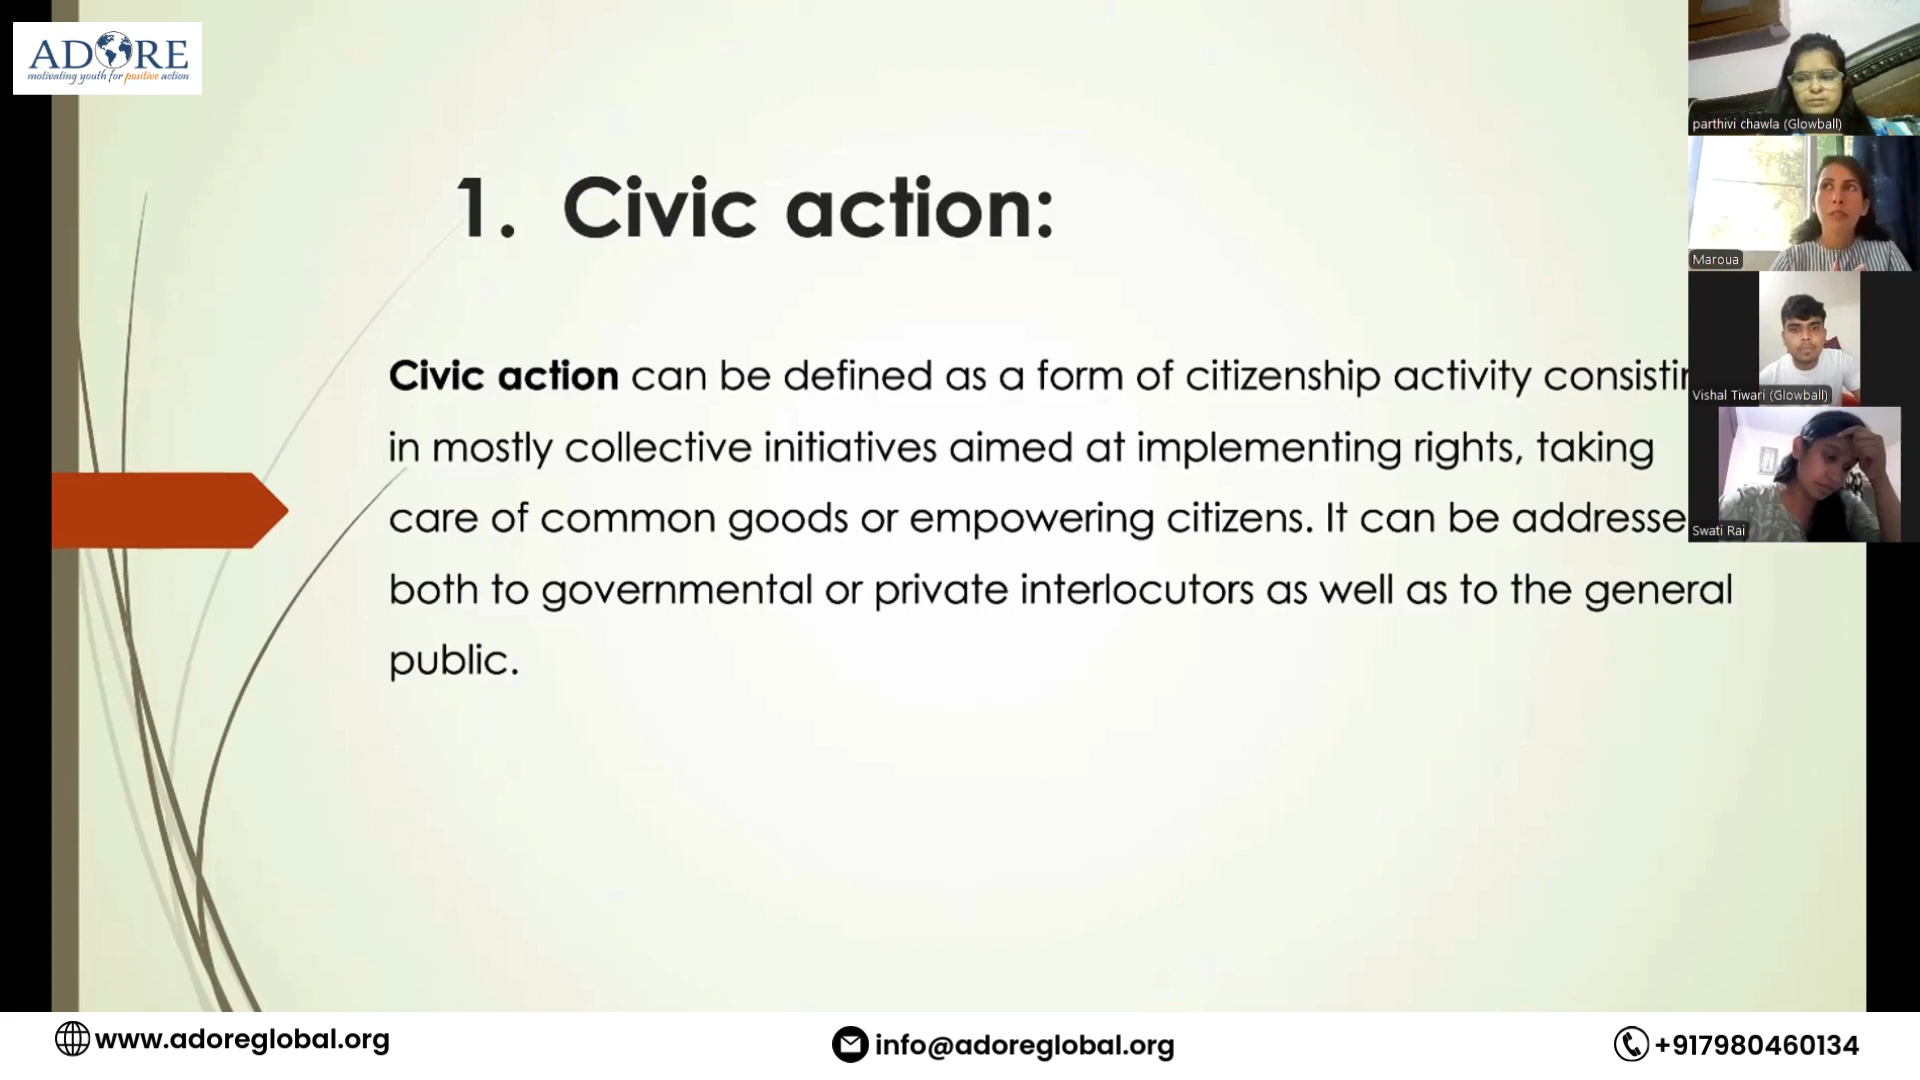 ADORE
motivating youth for positive action
1. Civic action:
Civic action can be defined as a form of citizenship activity consistin
in mostly collective initiatives aimed at implementing rights, taking
care of common goods or empowering citizens. It can be addresse
both to governmental or private interlocutors as well as to the general
public.
parthivi chawla (Glowball)
Maroua
Vishal Tiwari (Glowball)
Swati Rai
www.adoreglobal.org
info@adoreglobal.org
+917980460134